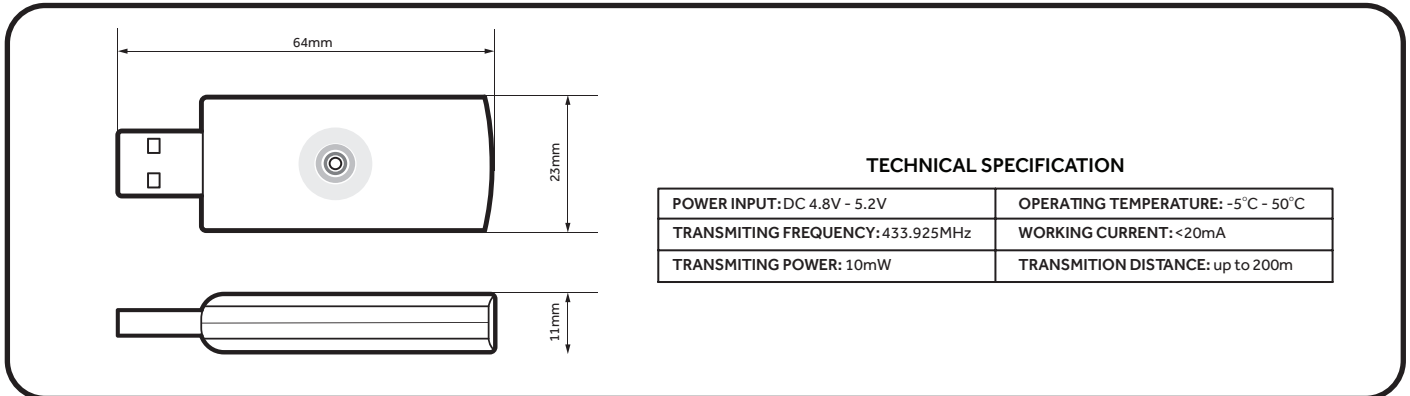 64mm
23mm
11mm
TECHNICAL SPECIFICATION
POWER INPUT: DC 4.8V - 5.2V
OPERATING TEMPERATURE: -5°C - 50°C
TRANSMITING FREQUENCY: 433.925MHz
WORKING CURRENT: <20mA
TRANSMITING POWER: 10mW
TRANSMITION DISTANCE: up to 200m